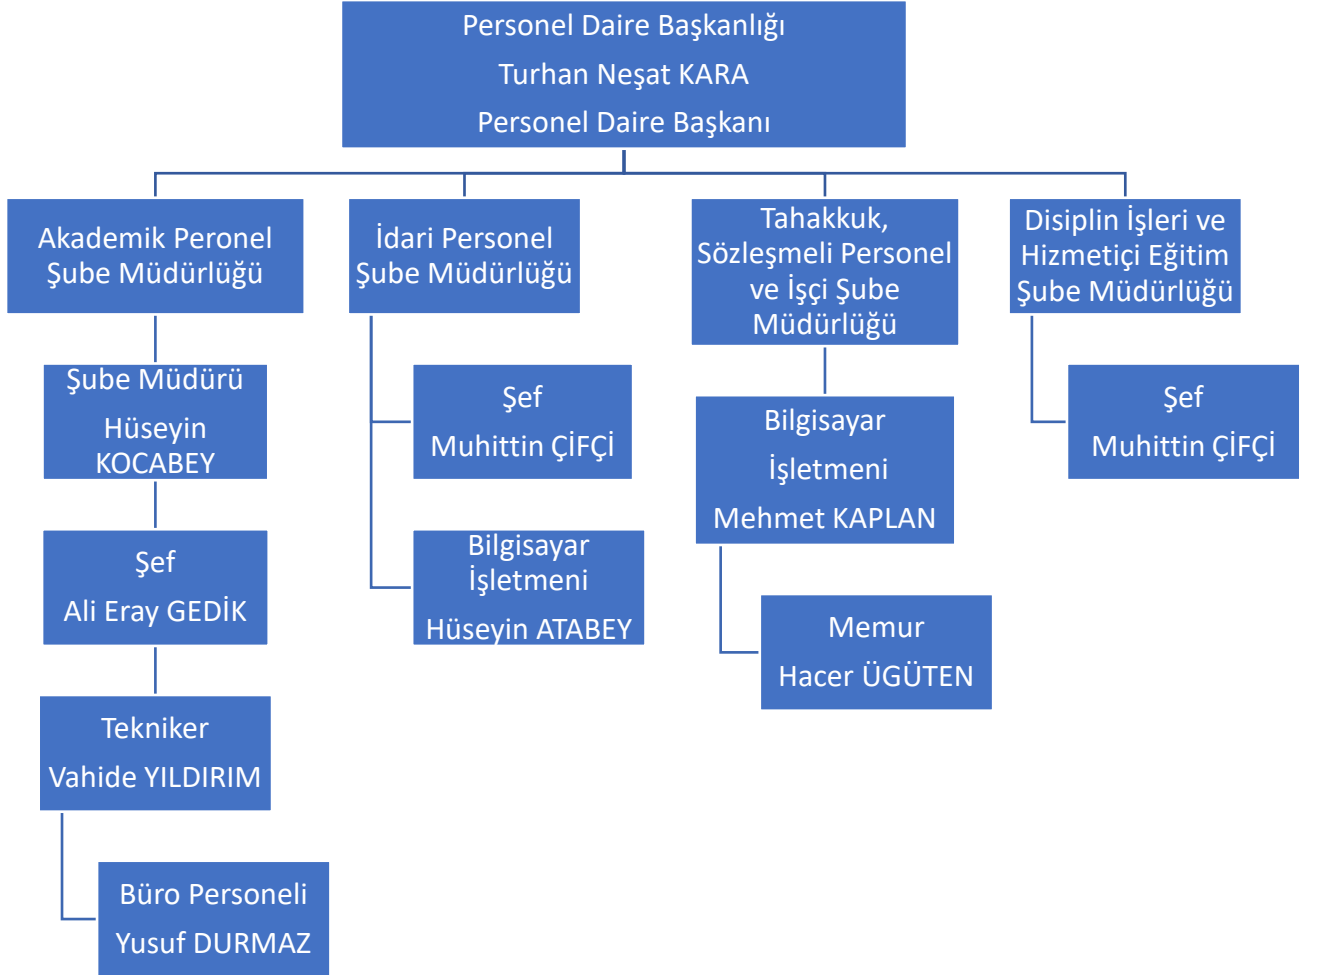 Personel Daire Başkanlığı
Turhan Neşat KARA
Personel Daire Başkanı
Akademik Peronel
Şube Müdürlüğü
Şube Müdürü
Hüseyin
KOCABEY
Şef
Ali Eray GEDİK
Tekniker
Vahide YILDIRIM
Büro Personeli
Yusuf DURMAZ
İdari Personel
Şube Müdürlüğü
Şef
Muhittin ÇİFÇİ
Bilgisayar
İşletmeni
Hüseyin ATABEY
Tahakkuk,
Sözleşmeli Personel
ve İşçi Şube
Müdürlüğü
Bilgisayar
İşletmeni
Mehmet KAPLAN
Memur
Hacer ÜGÜTEN
Disiplin İşleri ve
Hizmetiçi Eğitim
Şube Müdürlüğü
Şef
Muhittin ÇİFÇİ